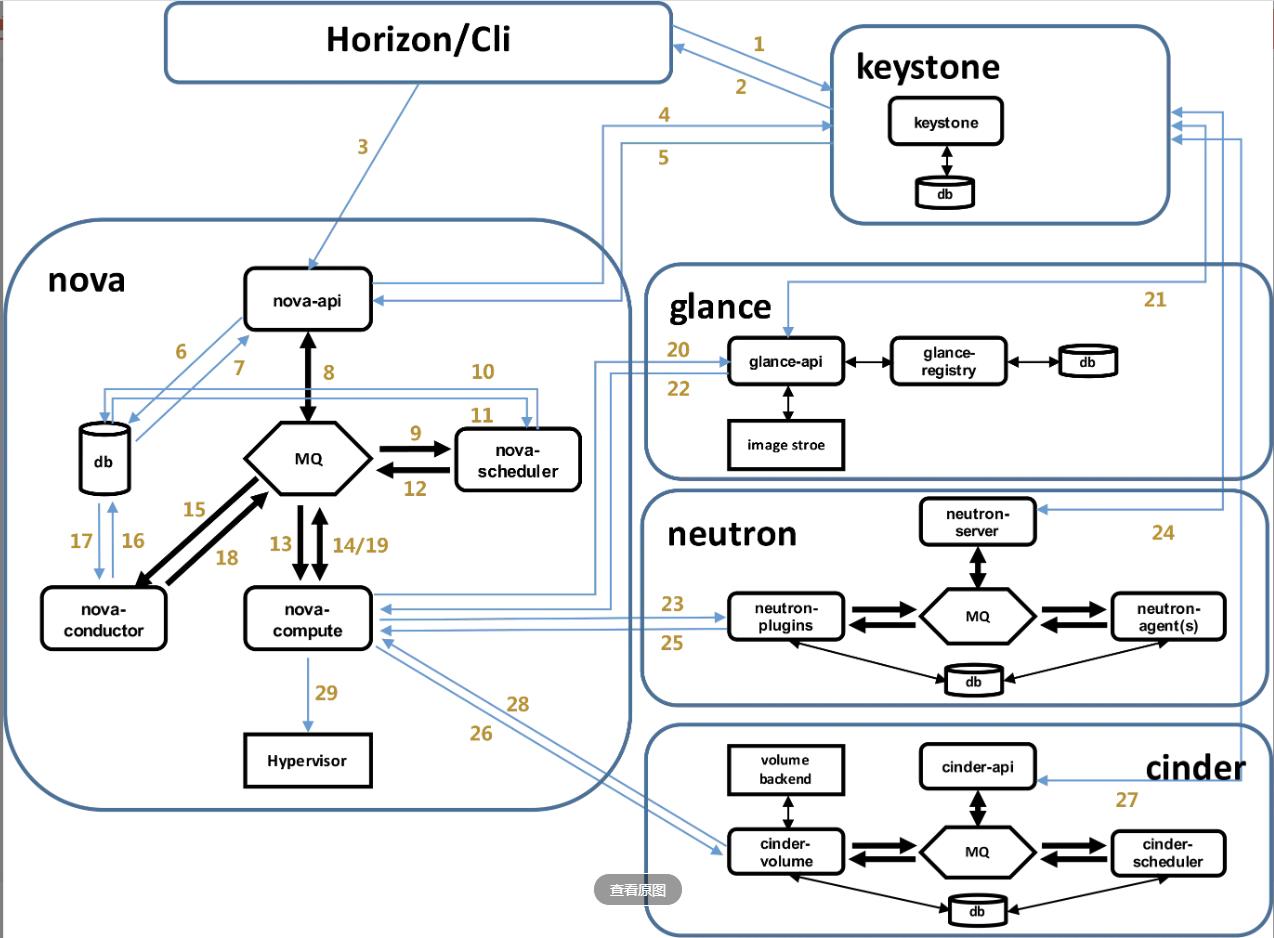 Horizon/Cli
1
2
keystone
keystone
db
3
4
5
nova
nova-api
6
7
8
10
11
db
MQ
9
12
nova-
scheduler
15
18
13
14/19
17
16
nova-
conductor
nova-
compute
29
Hypervisor
glance
21
20
22
glance-api
glance-
registry
db
image stroe
neutron
neutron-
server
24
23
25
neutron-
plugins
MQ
neutron-
agent(s)
db
28
26
cinder
volume
backend
cinder-api
27
cinder-
volume
MQ
cinder-
scheduler
db
查看原图